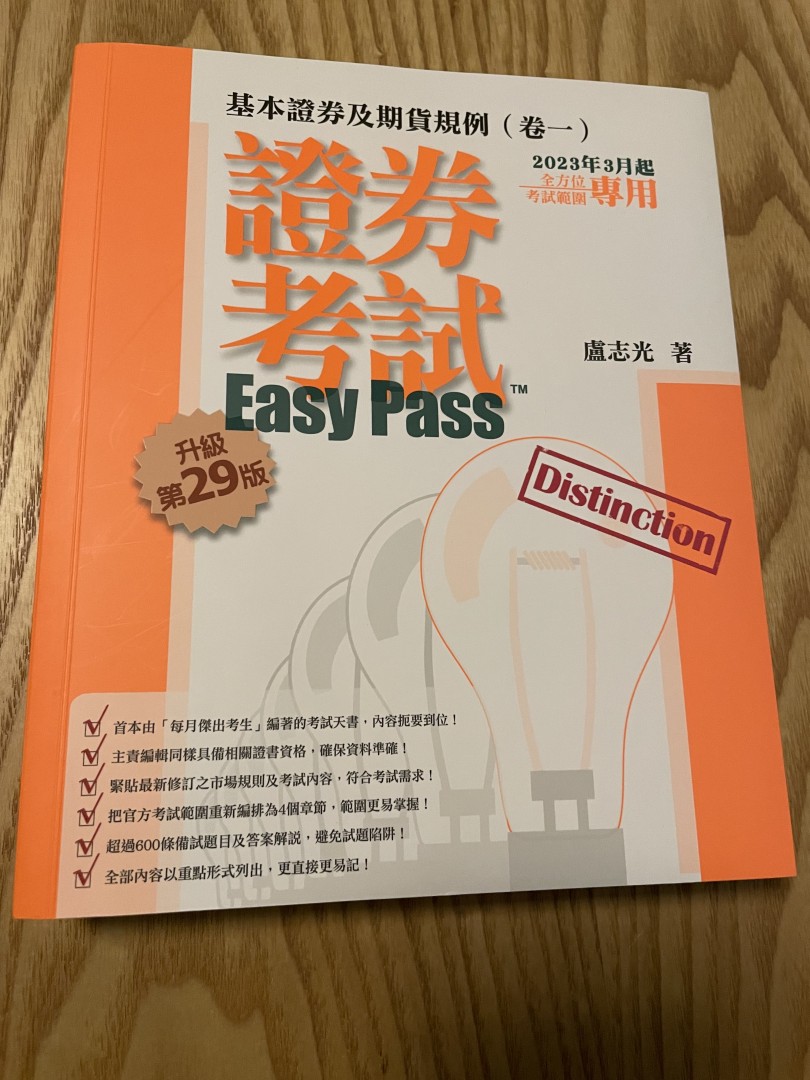 基本證券及期貨規例（卷一）
2023年3月起
全方位
考試範圍
專用
證券
考試
Easy Pass™
盧志光 著
升級
第29版
Distinction
首本由「每月傑出考生」編著的考試天書，內容扼要到位！
主責編輯同樣具備相關證書資格，確保資料準確！
緊貼最新修訂之市場規則及考試內容，符合考試需求！
把官方考試範圍重新編排為4個章節，範圍更易掌握！
超過600條備試題目及答案解說，避免試題陷阱！
全部內容以重點形式列出，更直接更易記！